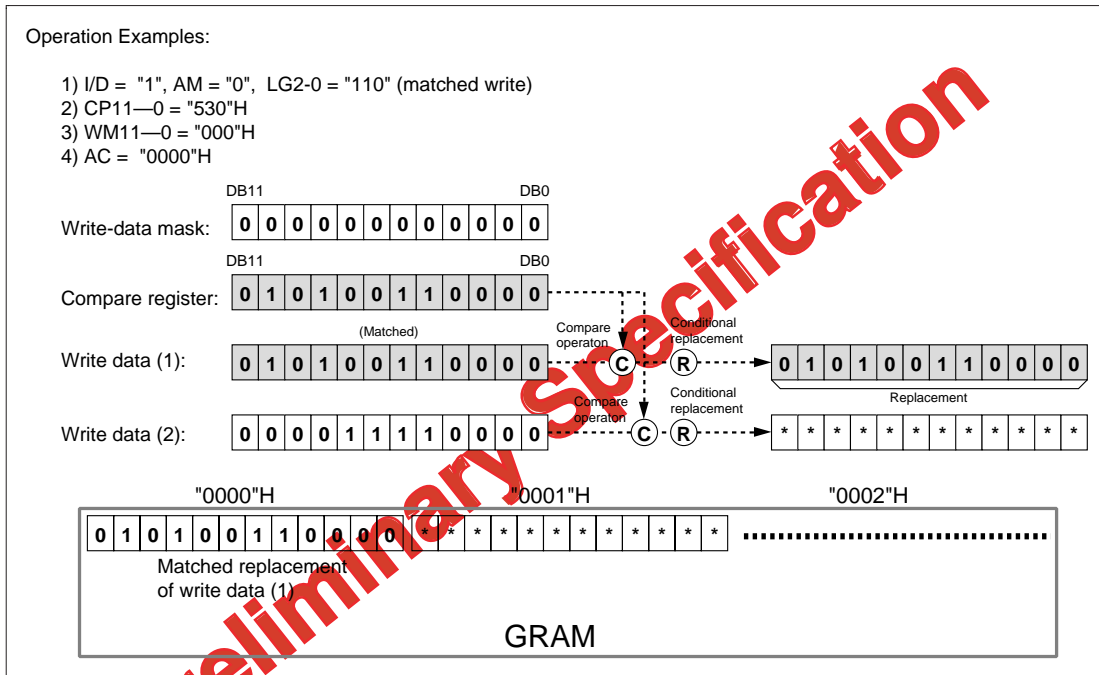 Operation Examples:
1) I/D = "1", AM = "0", LG2-0 = "110" (matched write)
2) CP11—0 = "530"H
3) WM11—0 = "000"H
4) AC = "0000"H
DB11 DB0
Write-data mask: 0 0 0 0 0 0 0 0 0 0 0 0
DB11 DB0
Compare register: 0 1 0 1 0 0 1 1 0 0 0 0
(Matched)
Compare operaton
Conditional replacement
Write data (1): 0 1 0 1 0 0 1 1 0 0 0 0 C R 0 1 0 1 0 0 1 1 0 0 0 0
Replacement
Compare operaton
Conditional replacement
Write data (2): 0 0 0 0 1 1 1 1 0 0 0 0 C R * * * * * * * * * * * *
"0000"H "0001"H "0002"H
0 1 0 1 0 0 1 1 0 0 0 0 * * * * * * * * * * * *
Matched replacement
of write data (1)
GRAM
Preliminary Specification